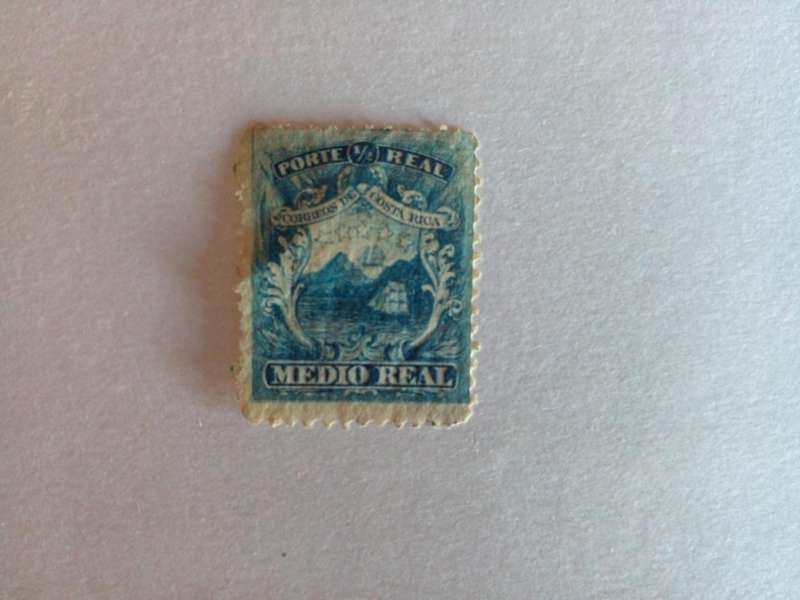 PORTE 1/2 REAL
CORREOS DE COSTA RICA
MEDIO REAL